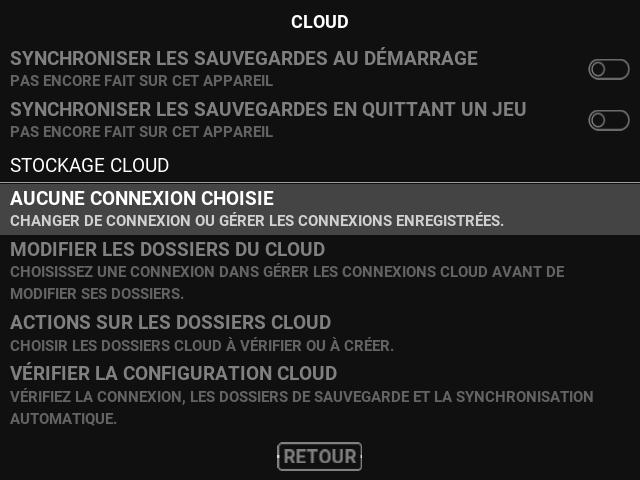 CLOUD
SYNCHRONISER LES SAUVEGARDES AU DÉMARRAGE
PAS ENCORE FAIT SUR CET APPAREIL
SYNCHRONISER LES SAUVEGARDES EN QUITTANT UN JEU
PAS ENCORE FAIT SUR CET APPAREIL
STOCKAGE CLOUD
AUCUNE CONNEXION CHOISIE
CHANGER DE CONNEXION OU GÉRER LES CONNEXIONS ENREGISTRÉES.
MODIFIER LES DOSSIERS DU CLOUD
CHOISISSEZ UNE CONNEXION DANS GÉRER LES CONNEXIONS CLOUD AVANT DE
MODIFIER SES DOSSIERS.
ACTIONS SUR LES DOSSIERS CLOUD
CHOISIR LES DOSSIERS CLOUD À VÉRIFIER OU À CRÉER.
VÉRIFIER LA CONFIGURATION CLOUD
VÉRIFIEZ LA CONNEXION, LES DOSSIERS DE SAUVEGARDE ET LA SYNCHRONISATION
AUTOMATIQUE.
RETOUR